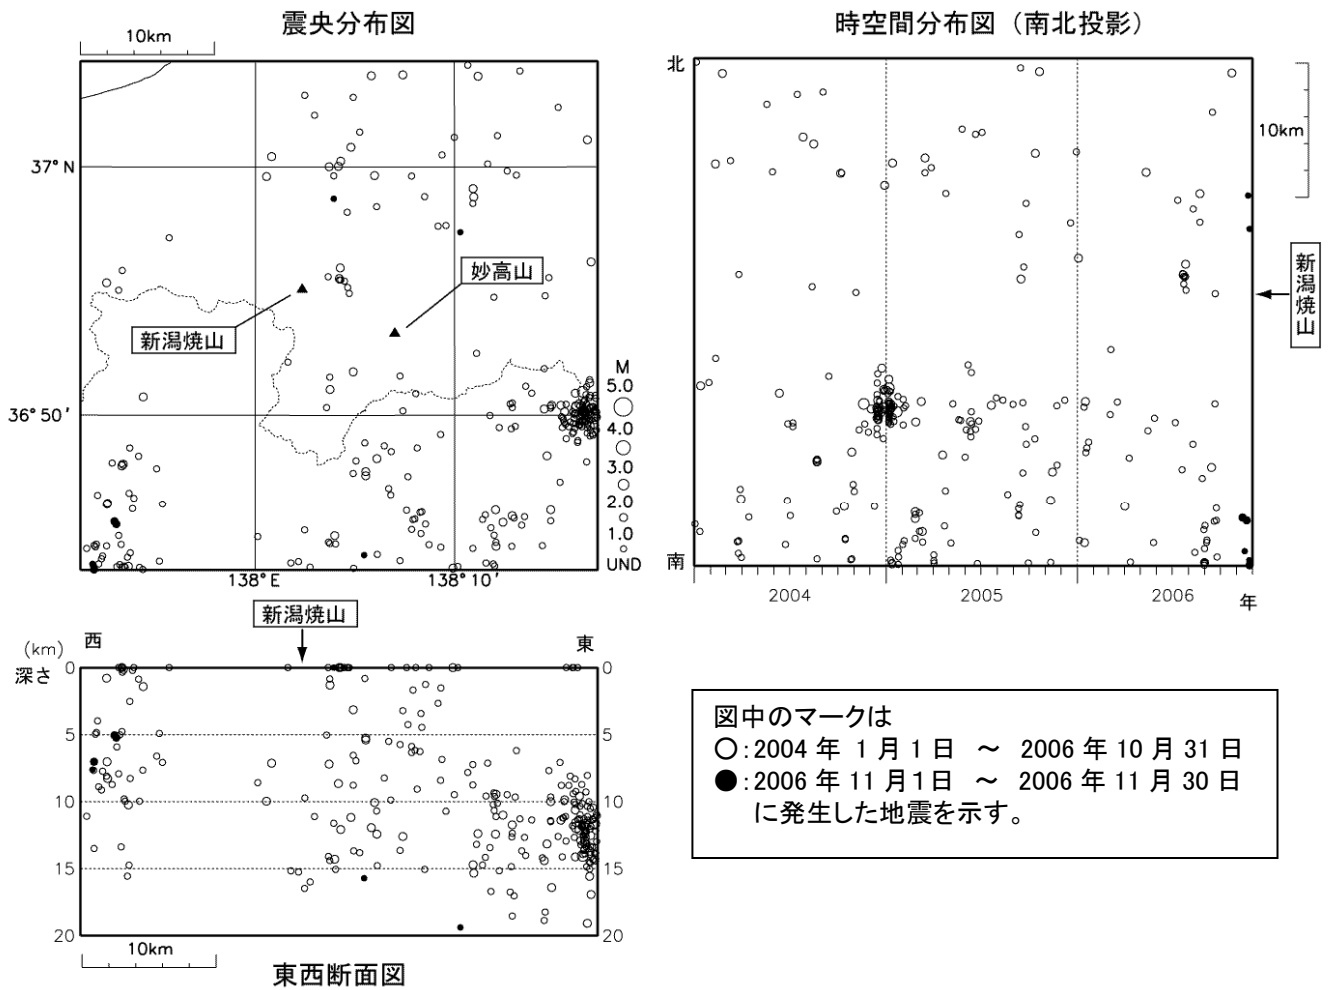 震央分布図
10km
37°N
36°50′
138°E
138°10′
新潟焼山
妙高山
M
5.0
4.0
3.0
2.0
1.0
UND
時空間分布図（南北投影）
北
南
10km
新潟焼山
2004
2005
2006
年
新潟焼山
西
東
(km)
深さ
0
5
10
15
20
0
5
10
15
20
10km
東西断面図
図中のマークは
○：2004 年 1 月 1 日 ～ 2006 年 10 月 31 日
●：2006 年 11 月1日 ～ 2006 年 11 月 30 日
に発生した地震を示す。